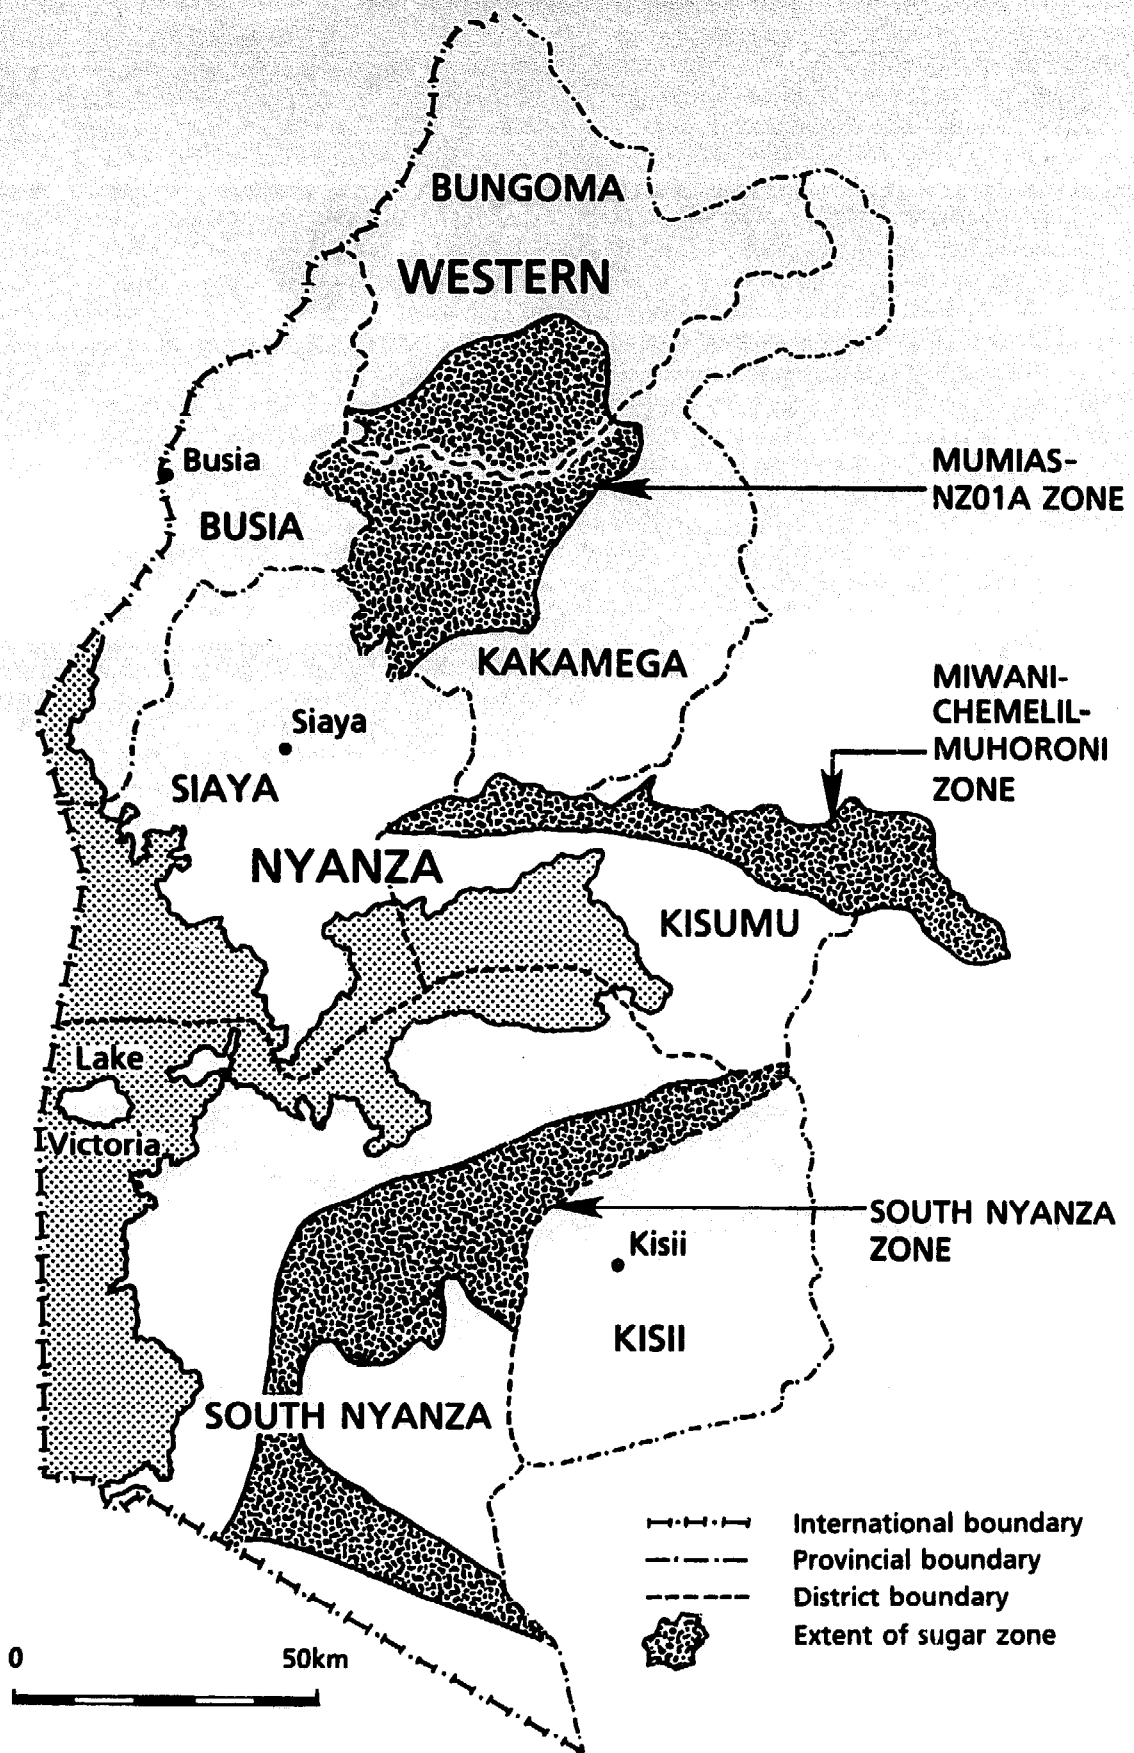 BUNGOMA
WESTERN
Busia
BUSIA
MUMIAS-
NZ01A ZONE
KAKAMEGA
Siaya
SIAYA
MIWANI-
CHEMELIL-
MUHORONI
ZONE
NYANZA
KISUMU
Lake
Victoria
SOUTH NYANZA
ZONE
Kisii
KISII
SOUTH NYANZA
International boundary
Provincial boundary
District boundary
Extent of sugar zone
0 50km